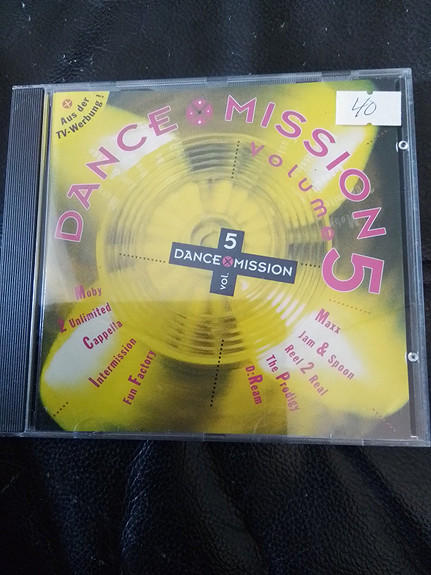 Aus der
TV-Werbung!
40
DANCE MISSION
VOLUME 5
5
DANCE MISSION
vol.
Moby
2 Unlimited
Cappella
Intermission
Fun Factory
Maxx
Jam & Spoon
Reel 2 Real
The Prodigy
D:Ream